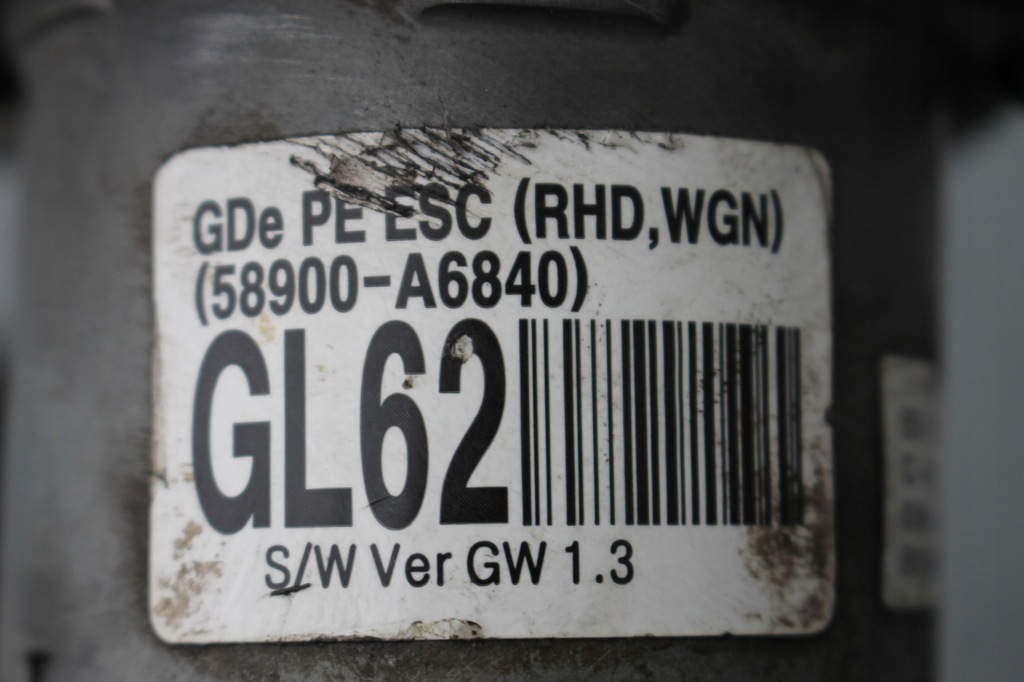 GDe PE ESC (RHD,WGN)
(58900-A6840)
GL62
S/W Ver GW 1.3